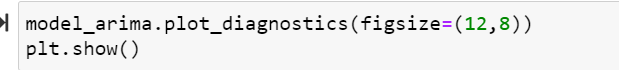 model_arima.plot_diagnostics(figsize=(12,8))
plt.show()